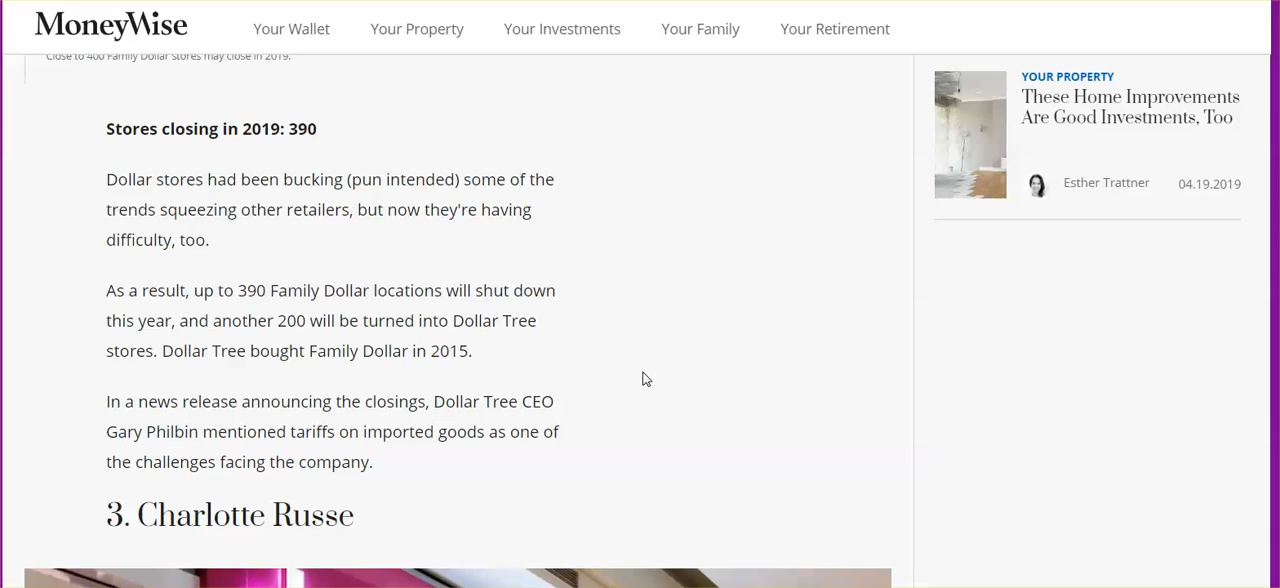 MoneyWise
Your Wallet
Your Property
Your Investments
Your Family
Your Retirement
Close to 400 Family Dollar stores may close in 2019.
Stores closing in 2019: 390
Dollar stores had been bucking (pun intended) some of the
trends squeezing other retailers, but now they're having
difficulty, too.
As a result, up to 390 Family Dollar locations will shut down
this year, and another 200 will be turned into Dollar Tree
stores. Dollar Tree bought Family Dollar in 2015.
In a news release announcing the closings, Dollar Tree CEO
Gary Philbin mentioned tariffs on imported goods as one of
the challenges facing the company.
3. Charlotte Russe
YOUR PROPERTY
These Home Improvements
Are Good Investments, Too
Esther Trattner
04.19.2019